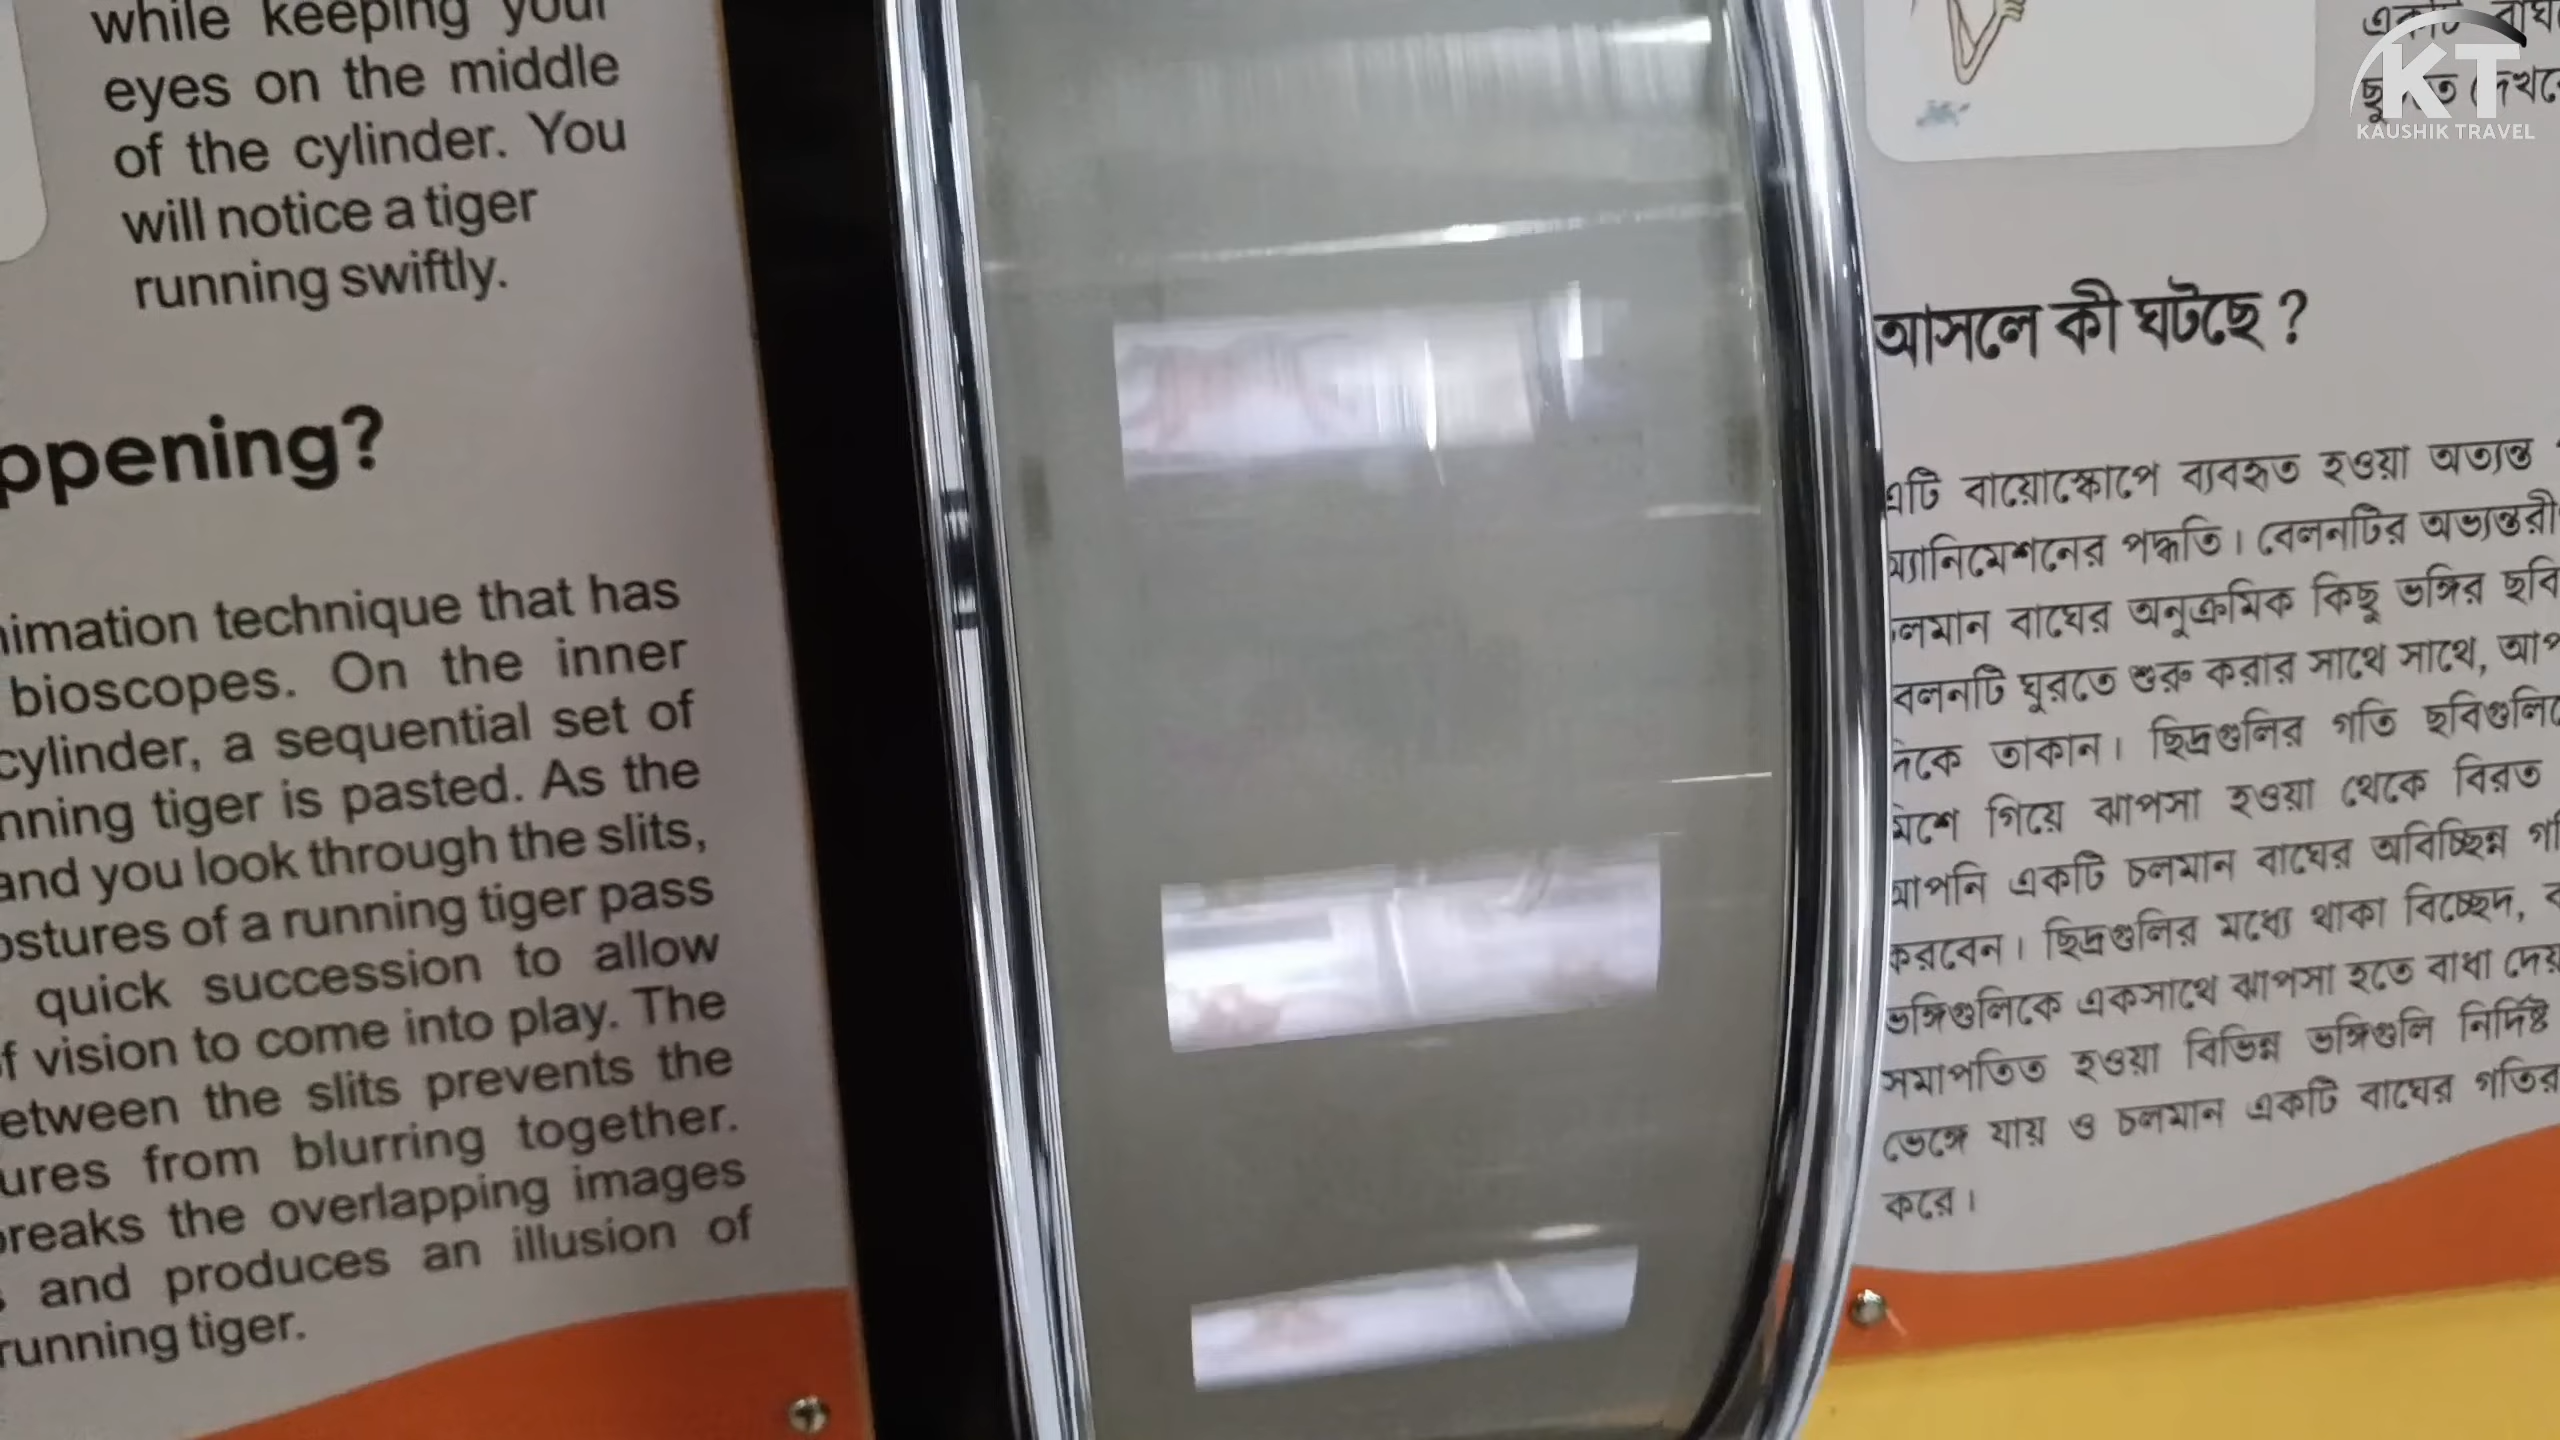 while keeping your
eyes on the middle
of the cylinder. You
will notice a tiger
running swiftly.
ppening?
nimation technique that has
bioscopes. On the inner
cylinder, a sequential set of
nning tiger is pasted. As the
and you look through the slits,
ostures of a running tiger pass
quick succession to allow
of vision to come into play. The
etween the slits prevents the
ures from blurring together.
breaks the overlapping images
and produces an illusion of
running tiger.
KT
KAUSHIK TRAVEL
আসলে কী ঘটছে ?
এটি বায়োস্কোপে ব্যবহৃত হওয়া অত্যন্ত
অ্যানিমেশনের পদ্ধতি। বেলনটির অভ্যন্তরী
চলমান বাঘের অনুক্রমিক কিছু ভঙ্গির ছবি
বেলনটি ঘুরতে শুরু করার সাথে সাথে, আপ
দিকে তাকান। ছিদ্রগুলির গতি ছবিগুলি
মিশে গিয়ে ঝাপসা হওয়া থেকে বিরত
আপনি একটি চলমান বাঘের অবিচ্ছিন্ন গ
করবেন। ছিদ্রগুলির মধ্যে থাকা বিচ্ছেদ,
ভঙ্গিগুলিকে একসাথে ঝাপসা হতে বাধা দেয়
সমাপতিত হওয়া বিভিন্ন ভঙ্গিগুলি নির্দিষ্ট
ভেঙ্গে যায় ও চলমান একটি বাঘের গতির
করে।